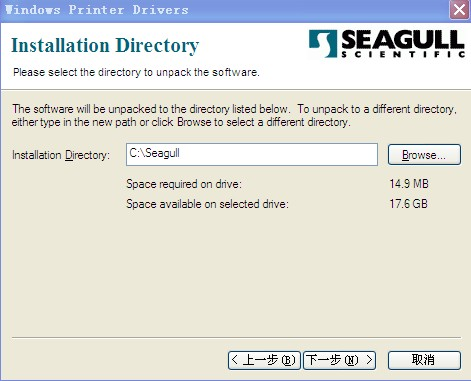 Windows Printer Drivers
Installation Directory
SEAGULL
SCIENTIFIC
Please select the directory to unpack the software.
The software will be unpacked to the directory listed below. To unpack to a different directory,
either type in the new path or click Browse to select a different directory.
Installation Directory: C:\Seagull Browse...
Space required on drive: 14.9 MB
Space available on selected drive: 17.6 GB
< 上一步(B) 下一步(N) > 取消